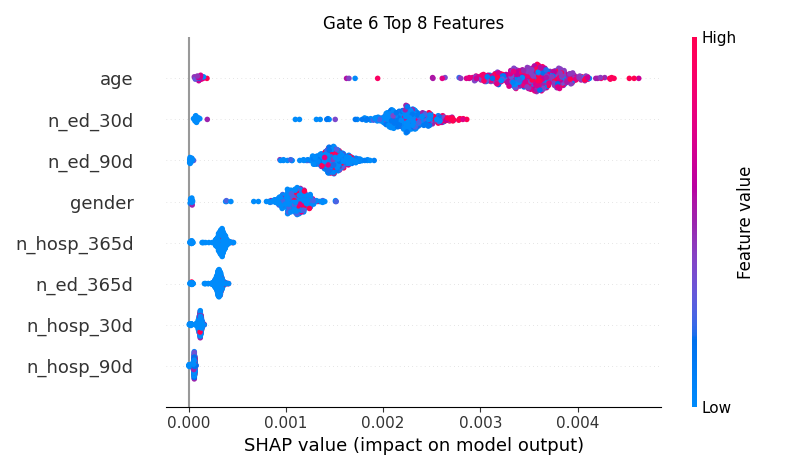 Gate 6 Top 8 Features
High
age
n_ed_30d
n_ed_90d
gender
n_hosp_365d
n_ed_365d
n_hosp_30d
n_hosp_90d
Feature value
Low
0.000 0.001 0.002 0.003 0.004
SHAP value (impact on model output)